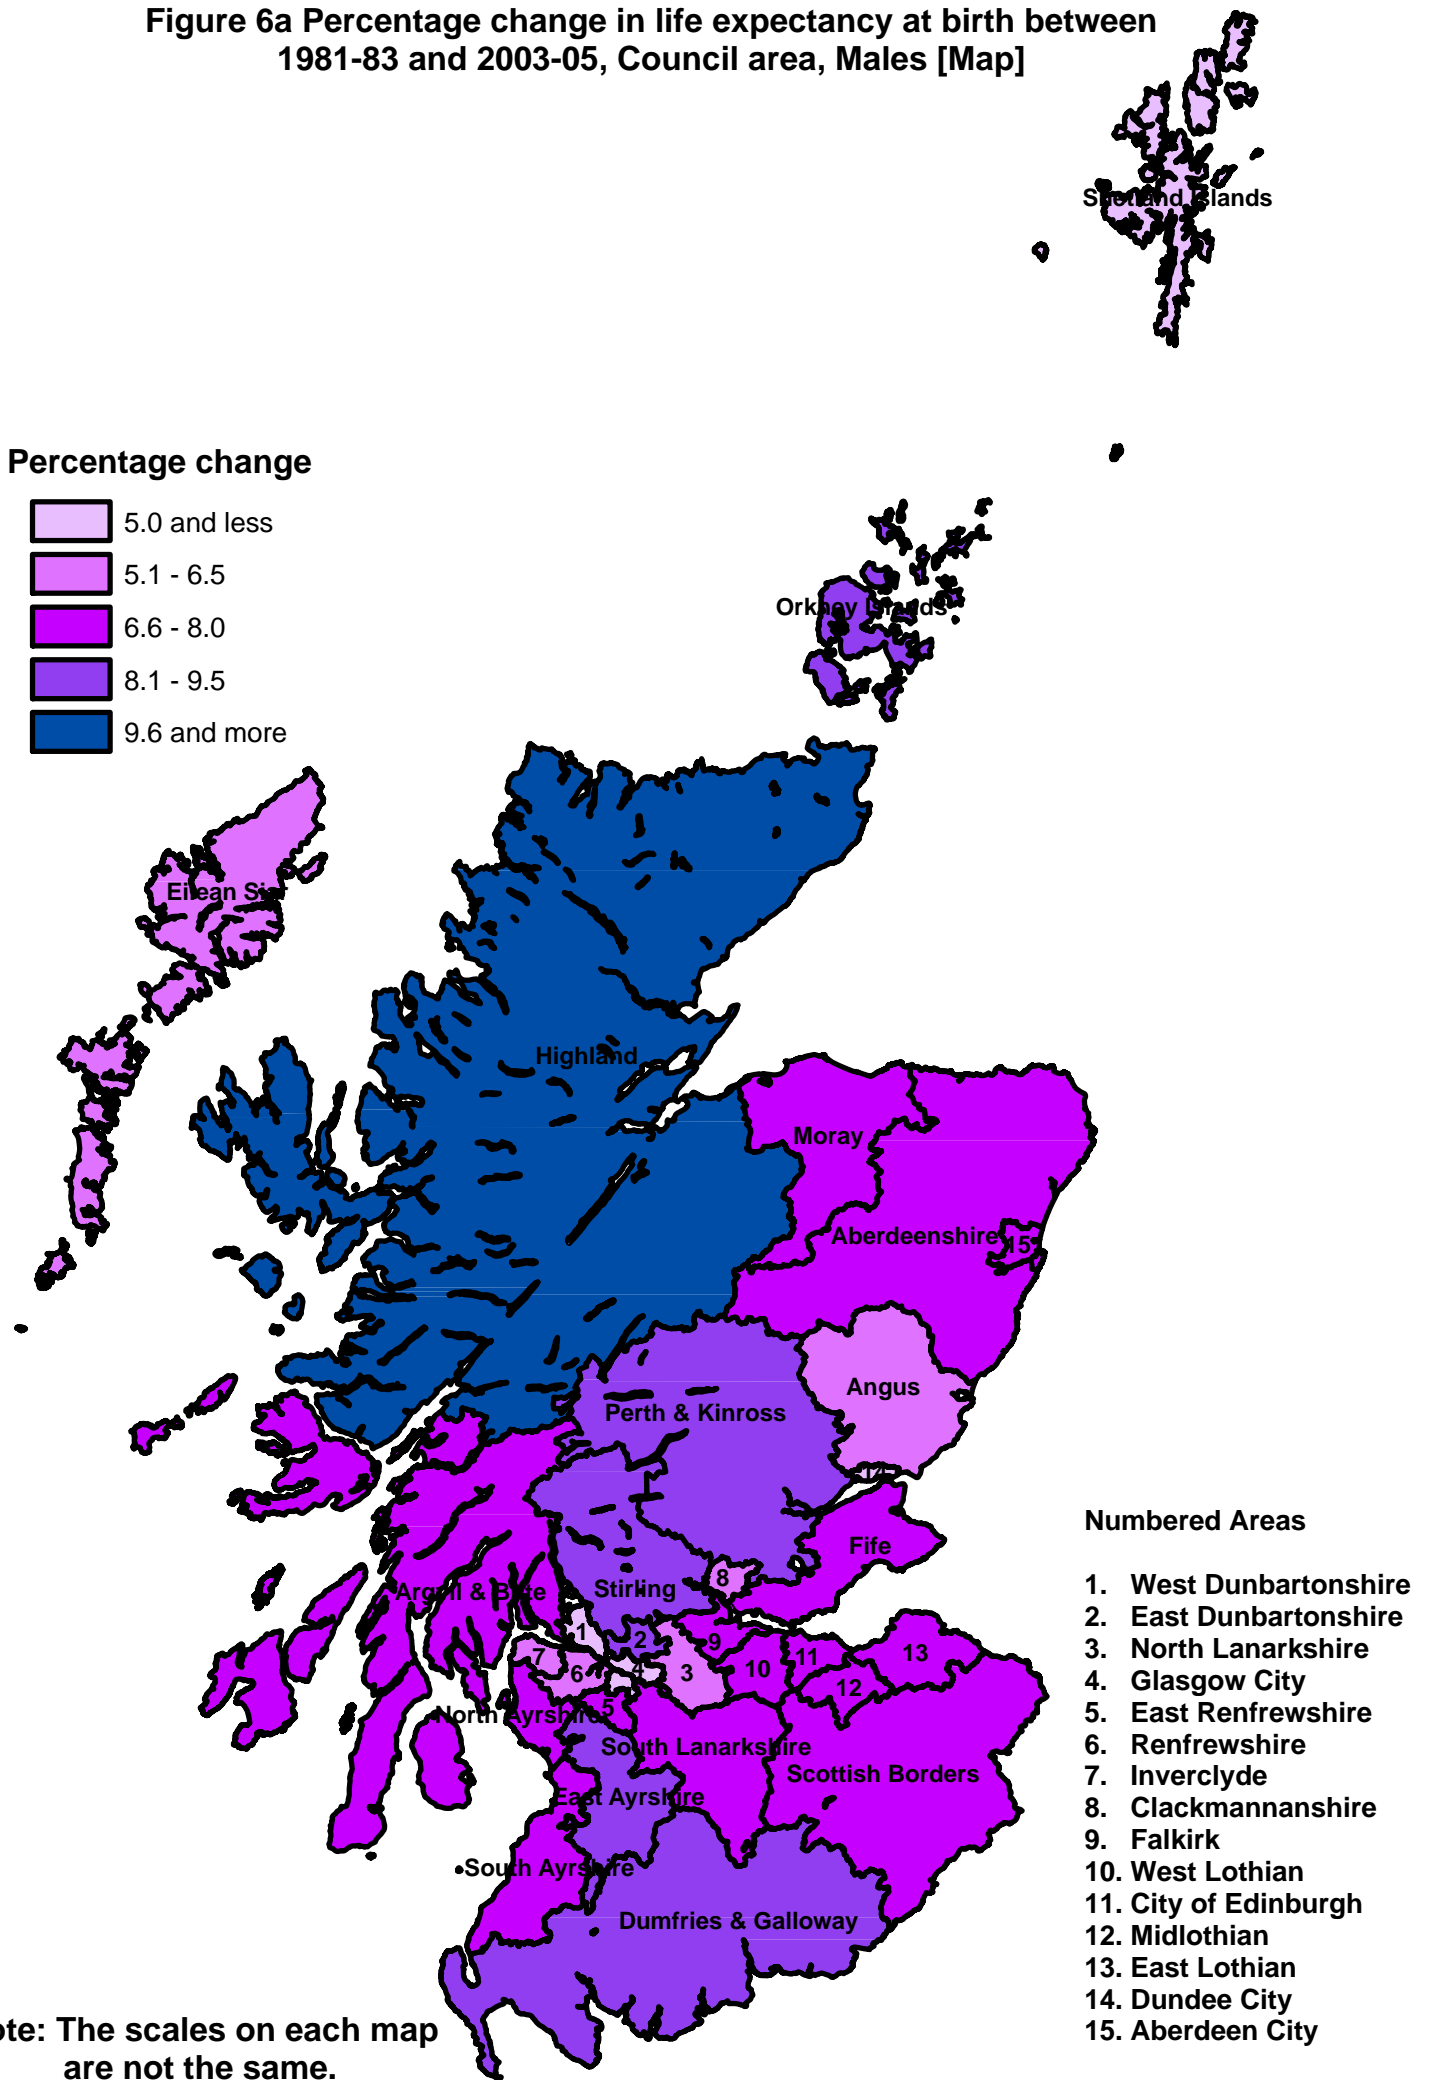 Figure 6a Percentage change in life expectancy at birth between
1981-83 and 2003-05, Council area, Males [Map]
Shetland Islands
Percentage change
5.0 and less
5.1 - 6.5
6.6 - 8.0
8.1 - 9.5
9.6 and more
Orkney Islands
Eilean Siar
Highland
Moray
Aberdeenshire
15
Angus
Perth & Kinross
14
Fife
8
Argyll & Bute
Stirling
1
2
9
11
13
7
6
4
3
10
12
5
North Ayrshire
South Lanarkshire
Scottish Borders
East Ayrshire
South Ayrshire
Dumfries & Galloway
Numbered Areas
1. West Dunbartonshire
2. East Dunbartonshire
3. North Lanarkshire
4. Glasgow City
5. East Renfrewshire
6. Renfrewshire
7. Inverclyde
8. Clackmannanshire
9. Falkirk
10. West Lothian
11. City of Edinburgh
12. Midlothian
13. East Lothian
14. Dundee City
15. Aberdeen City
ote: The scales on each map
are not the same.